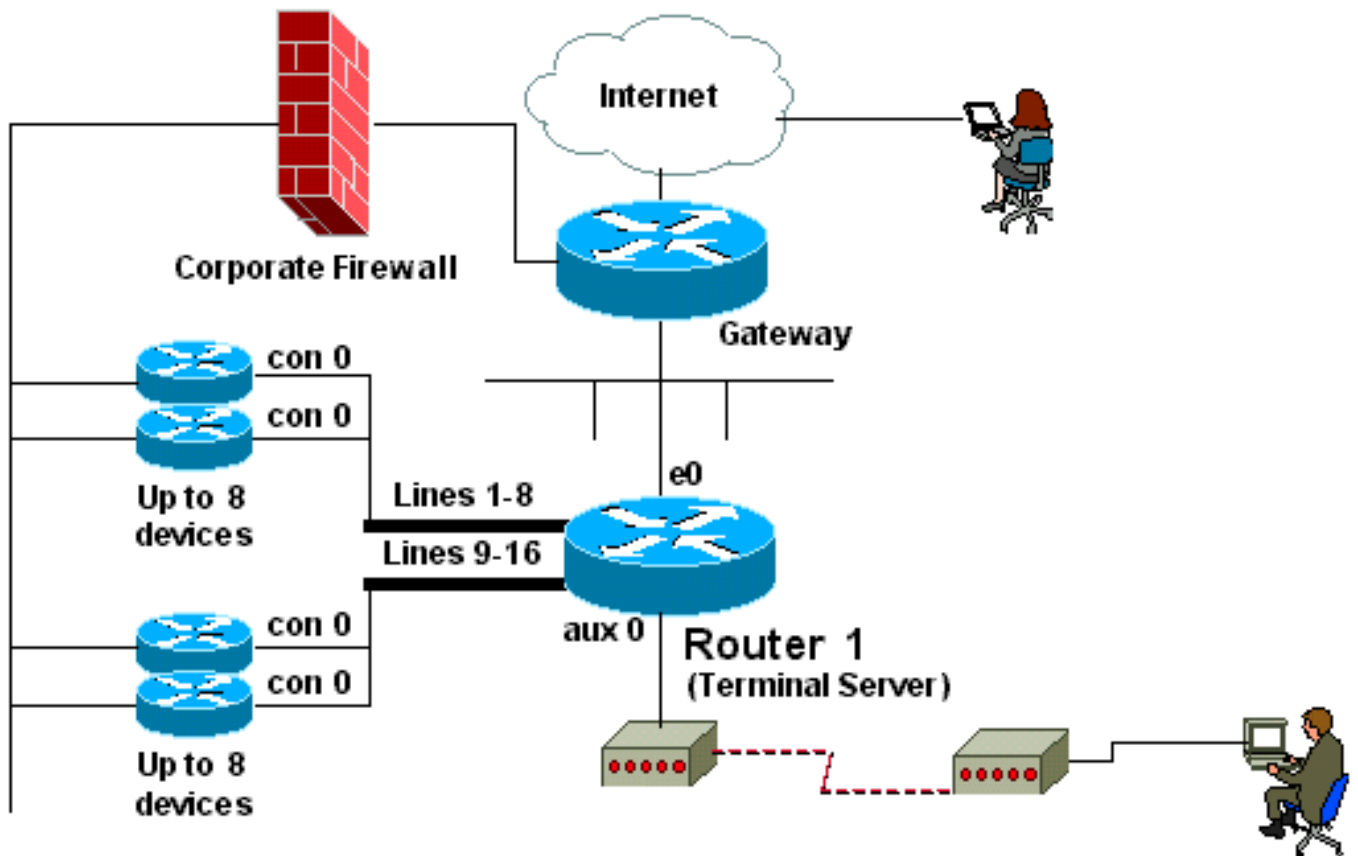 Internet
Corporate Firewall
Gateway
con 0
con 0
Up to 8
devices
e0
Lines 1-8
Lines 9-16
aux 0
Router 1
(Terminal Server)
con 0
con 0
Up to 8
devices